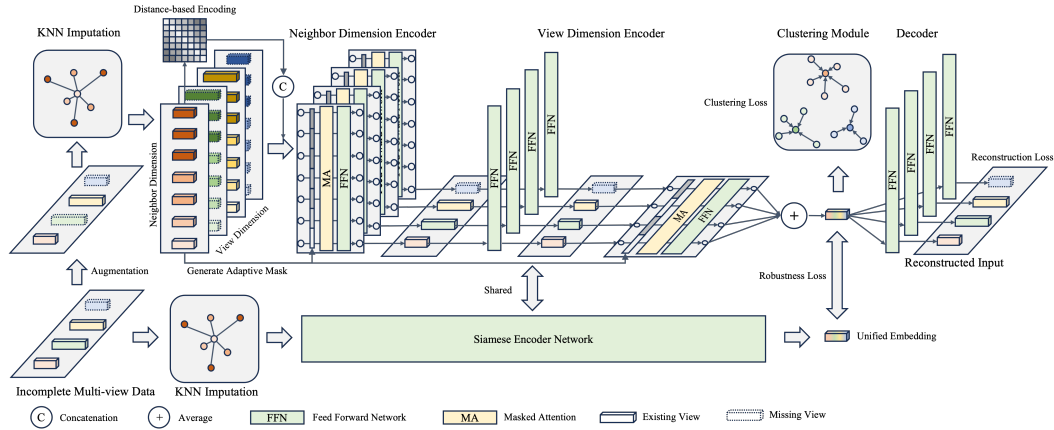 Distance-based Encoding
KNN Imputation
Neighbor Dimension Encoder
View Dimension Encoder
Clustering Module
Decoder
C
Clustering Loss
FFN
FFN
FFN
FFN
FFN
FFN
FFN
FFN
Reconstruction Loss
MA
FFN
Neighbor Dimension
View Dimension
MA
FFN
+
Augmentation
Generate Adaptive Mask
Shared
Robustness Loss
Reconstructed Input
Siamese Encoder Network
Unified Embedding
Incomplete Multi-view Data
KNN Imputation
C Concatenation
+ Average
FFN Feed Forward Network
MA Masked Attention
Existing View
Missing View